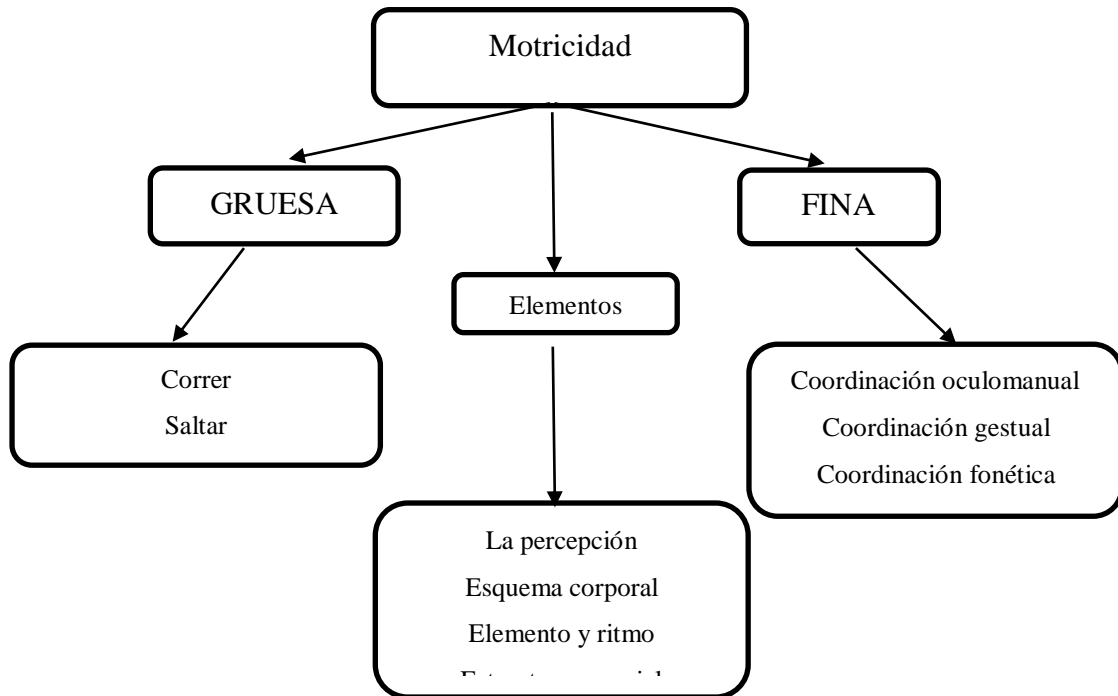 Motricidad
GRUESA
FINA
Elementos
Correr
Saltar
Coordinación oculomanual
Coordinación gestual
Coordinación fonética
La percepción
Esquema corporal
Elemento y ritmo